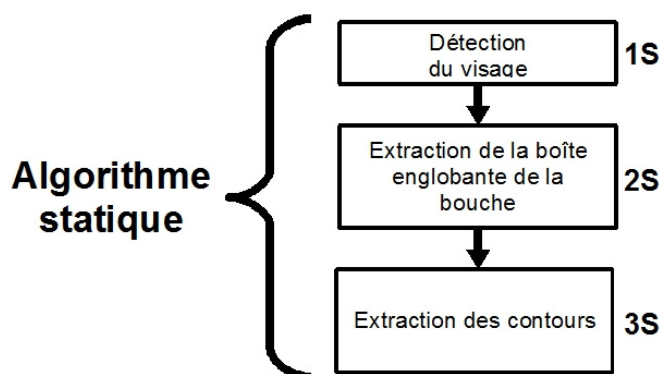 Algorithme
statique
Détection
du visage
1S
Extraction de la boîte
englobante de la
bouche
2S
Extraction des contours
3S